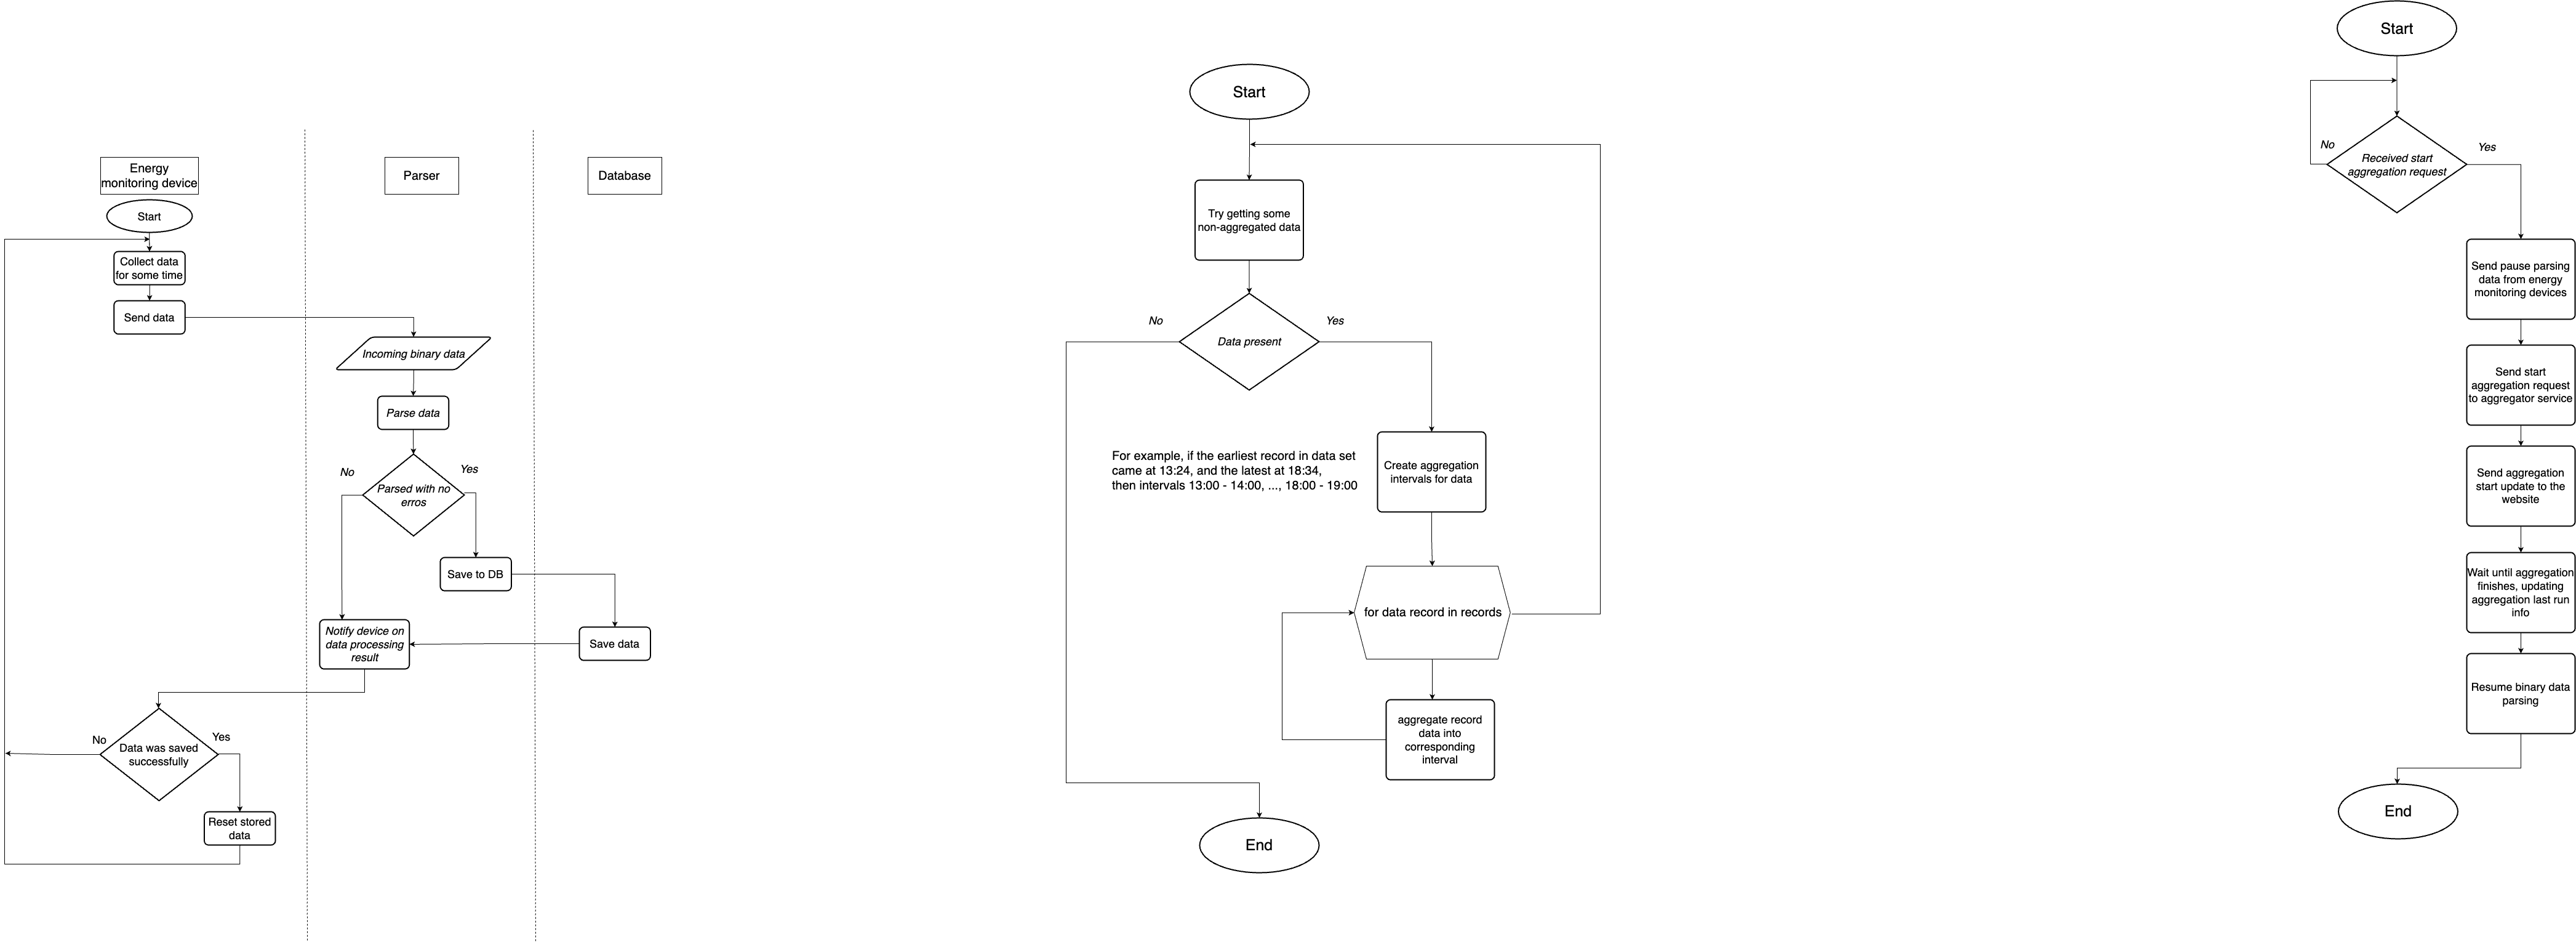 Energy
monitoring device
Parser
Database
Start
Collect data
for some time
Send data
Incoming binary data
Parse data
No
Yes
Parsed with no
erros
Save to DB
Notify device on
data processing
result
Save data
No
Yes
Data was saved
successfully
Reset stored
data
Start
Try getting some
non-aggregated data
No
Yes
Data present
For example, if the earliest record in data set
came at 13:24, and the latest at 18:34,
then intervals 13:00 - 14:00, ..., 18:00 - 19:00
Create aggregation
intervals for data
for data record in records
aggregate record
data into
corresponding
interval
End
Start
No
Yes
Received start
aggregation request
Send pause parsing
data from energy
monitoring devices
Send start
aggregation request
to aggregator service
Send aggregation
start update to the
website
Wait until aggregation
finishes, updating
aggregation last run
info
Resume binary data
parsing
End